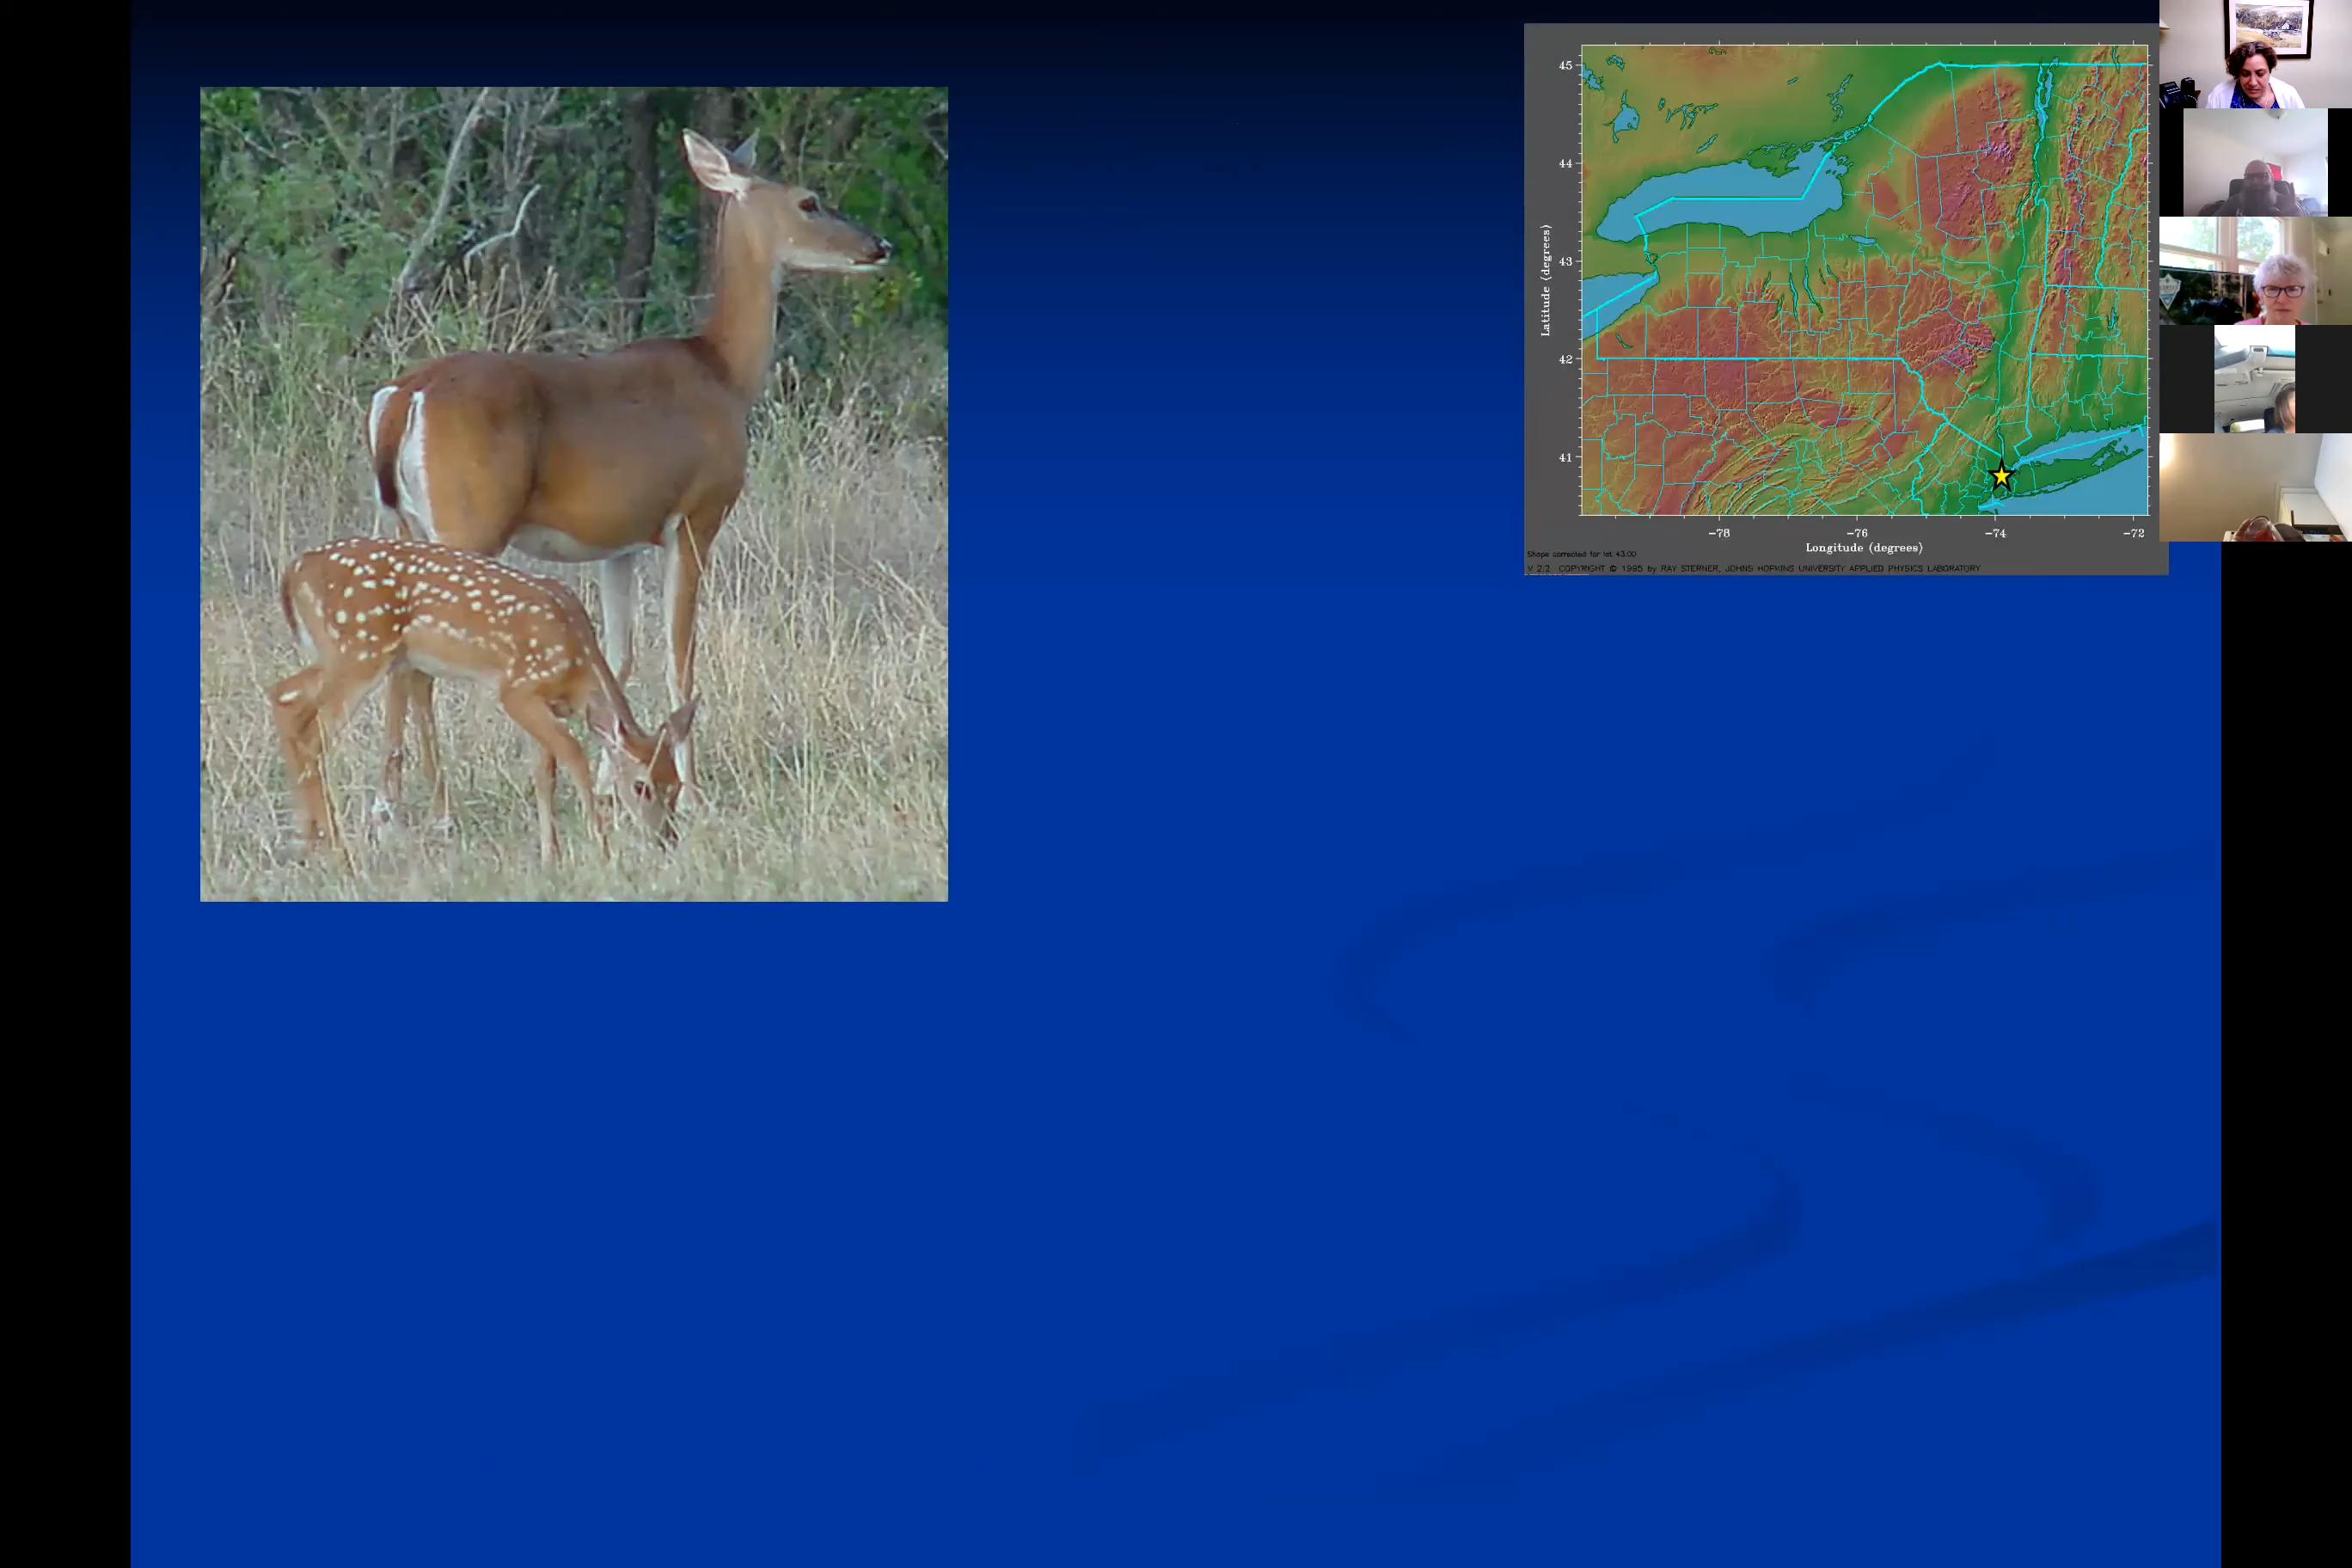 45
44
43
42
41
Latitude (degrees)
-78
-76
-74
-72
Longitude (degrees)
Shape corrected for lat 43.00
V 2.2 COPYRIGHT © 1995 by RAY STERNER, JOHNS HOPKINS UNIVERSITY APPLIED PHYSICS LABORATORY